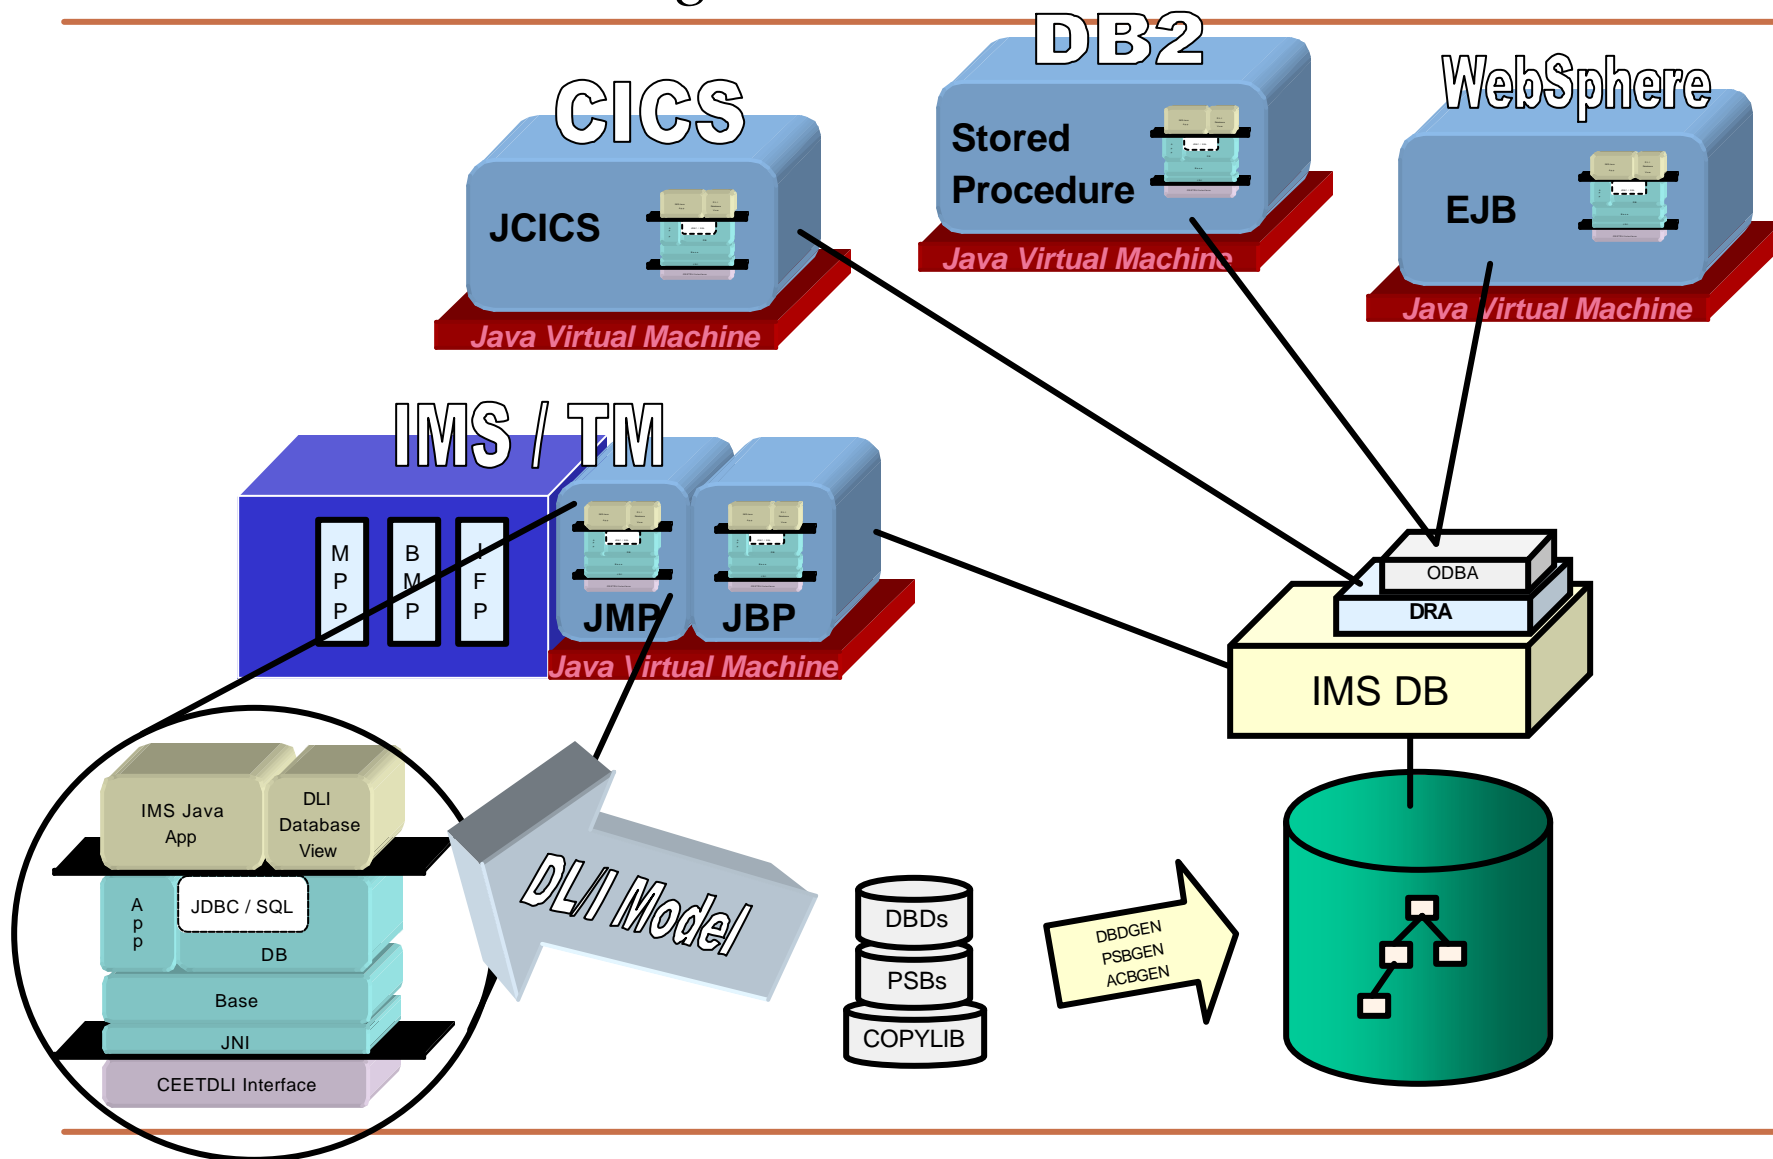 DB2
WebSphere
CICS
Stored
Procedure
EJB
JCICS
Java Virtual Machine
Java Virtual Machine
Java Virtual Machine
IMS / TM
M
P
P
B
M
P
I
F
P
JMP
JBP
Java Virtual Machine
ODBA
DRA
IMS DB
IMS Java
App
DLI
Database
View
A
p
p
JDBC / SQL
DB
Base
JNI
CEETDLI Interface
DL/I Model
DBDs
PSBs
COPYLIB
DBDGEN
PSBGEN
ACBGEN